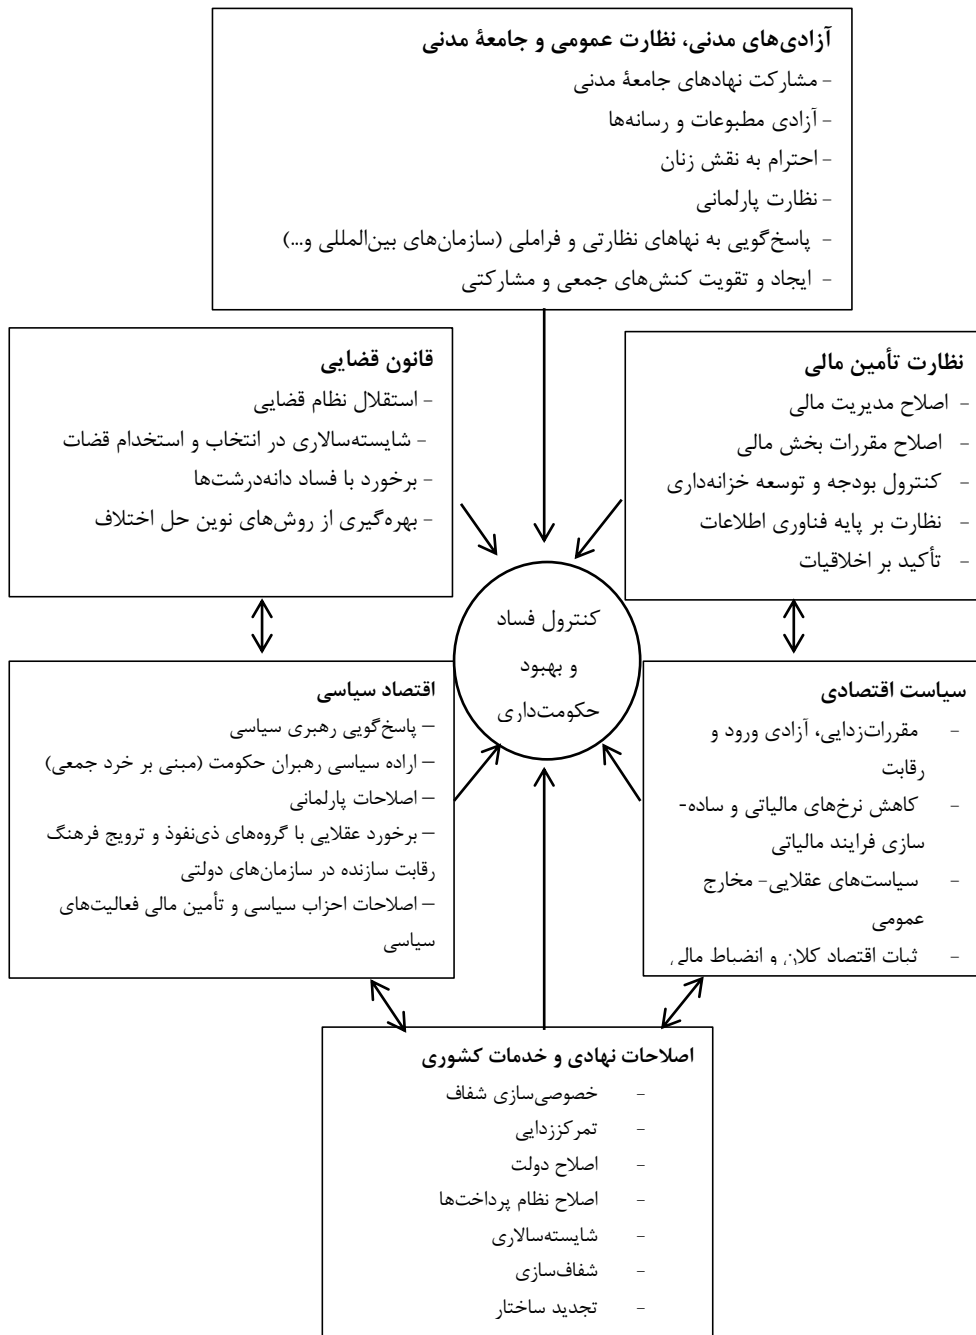 آزادی‌های مدنی، نظارت عمومی و جامعهٔ مدنی
- مشارکت نهادهای جامعهٔ مدنی
- آزادی مطبوعات و رسانه‌ها
- احترام به نقش زنان
- نظارت پارلمانی
- پاسخ‌گویی به نهاهای نظارتی و فراملی (سازمان‌های بین‌المللی و...)
- ایجاد و تقویت کنش‌های جمعی و مشارکتی
نظارت تأمین مالی
- اصلاح مدیریت مالی
- اصلاح مقررات بخش مالی
- کنترول بودجه و توسعه خزانه‌داری
- نظارت بر پایه فناوری اطلاعات
- تأکید بر اخلاقیات
قانون قضایی
- استقلال نظام قضایی
- شایسته‌سالاری در انتخاب و استخدام قضات
- برخورد با فساد دانه‌درشت‌ها
- بهره‌گیری از روش‌های نوین حل اختلاف
کنترول فساد
و بهبود
حکومت‌داری
سیاست اقتصادی
- مقررات‌زدایی، آزادی ورود و
رقابت
- کاهش نرخ‌های مالیاتی و ساده-
سازی فرایند مالیاتی
- سیاست‌های عقلایی- مخارج
عمومی
- ثبات اقتصاد کلان و انضباط مالی
اقتصاد سیاسی
– پاسخ‌گویی رهبری سیاسی
– اراده سیاسی رهبران حکومت (مبنی بر خرد جمعی)
– اصلاحات پارلمانی
– برخورد عقلایی با گروه‌های ذی‌نفوذ و ترویج فرهنگ
رقابت سازنده در سازمان‌های دولتی
– اصلاحات احزاب سیاسی و تأمین مالی فعالیت‌های
سیاسی
اصلاحات نهادی و خدمات کشوری
- خصوصی‌سازی شفاف
- تمرکززدایی
- اصلاح دولت
- اصلاح نظام پرداخت‌ها
- شایسته‌سالاری
- شفاف‌سازی
- تجدید ساختار